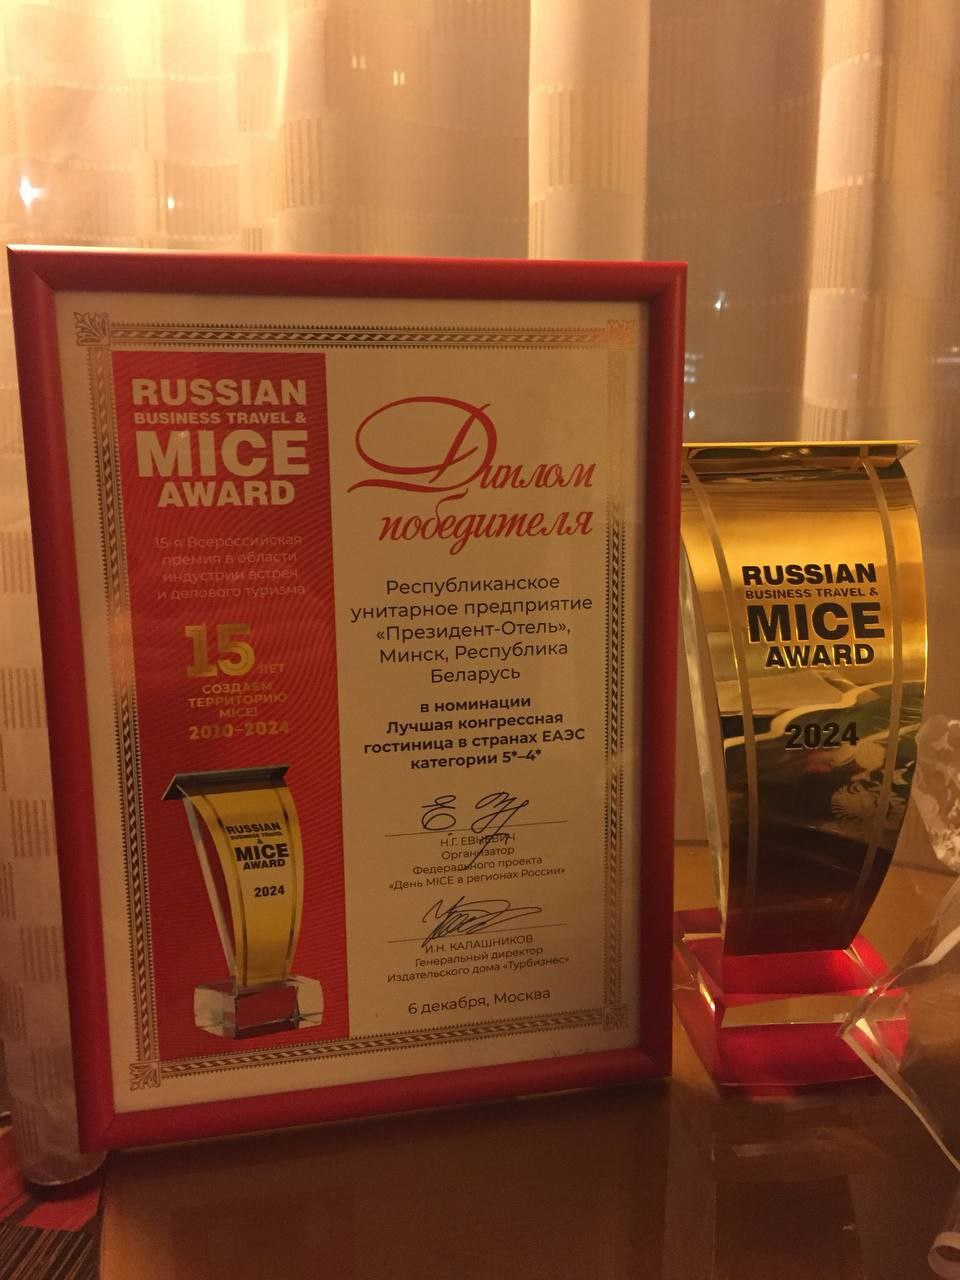 RUSSIAN
BUSINESS TRAVEL &
MICE
AWARD
15-я Всероссийская
премия в области
индустрии встреч
и делового туризма
15 ЛЕТ
СОЗДАЕМ
ТЕРРИТОРИЮ
MICE!
2010–2024
RUSSIAN
BUSINESS TRAVEL
&
MICE
AWARD
2024
Диплом
победителя
Республиканское
унитарное предприятие
«Президент-Отель»,
Минск, Республика
Беларусь
в номинации
Лучшая конгрессная
гостиница в странах ЕАЭС
категории 5*–4*
Н.Г. ЕВНЕВИЧ
Организатор
Федерального проекта
«День MICE в регионах России»
И.Н. КАЛАШНИКОВ
Генеральный директор
Издательского дома «Турбизнес»
6 декабря, Москва
RUSSIAN
BUSINESS TRAVEL &
MICE
AWARD
2024